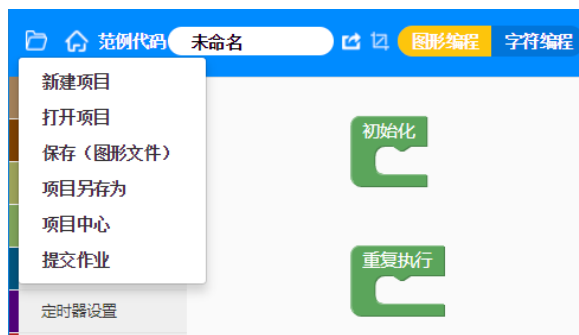 范例代码 未命名 图形编程 字符编程
新建项目
打开项目
保存（图形文件）
项目另存为
项目中心
提交作业
定时器设置
初始化
重复执行